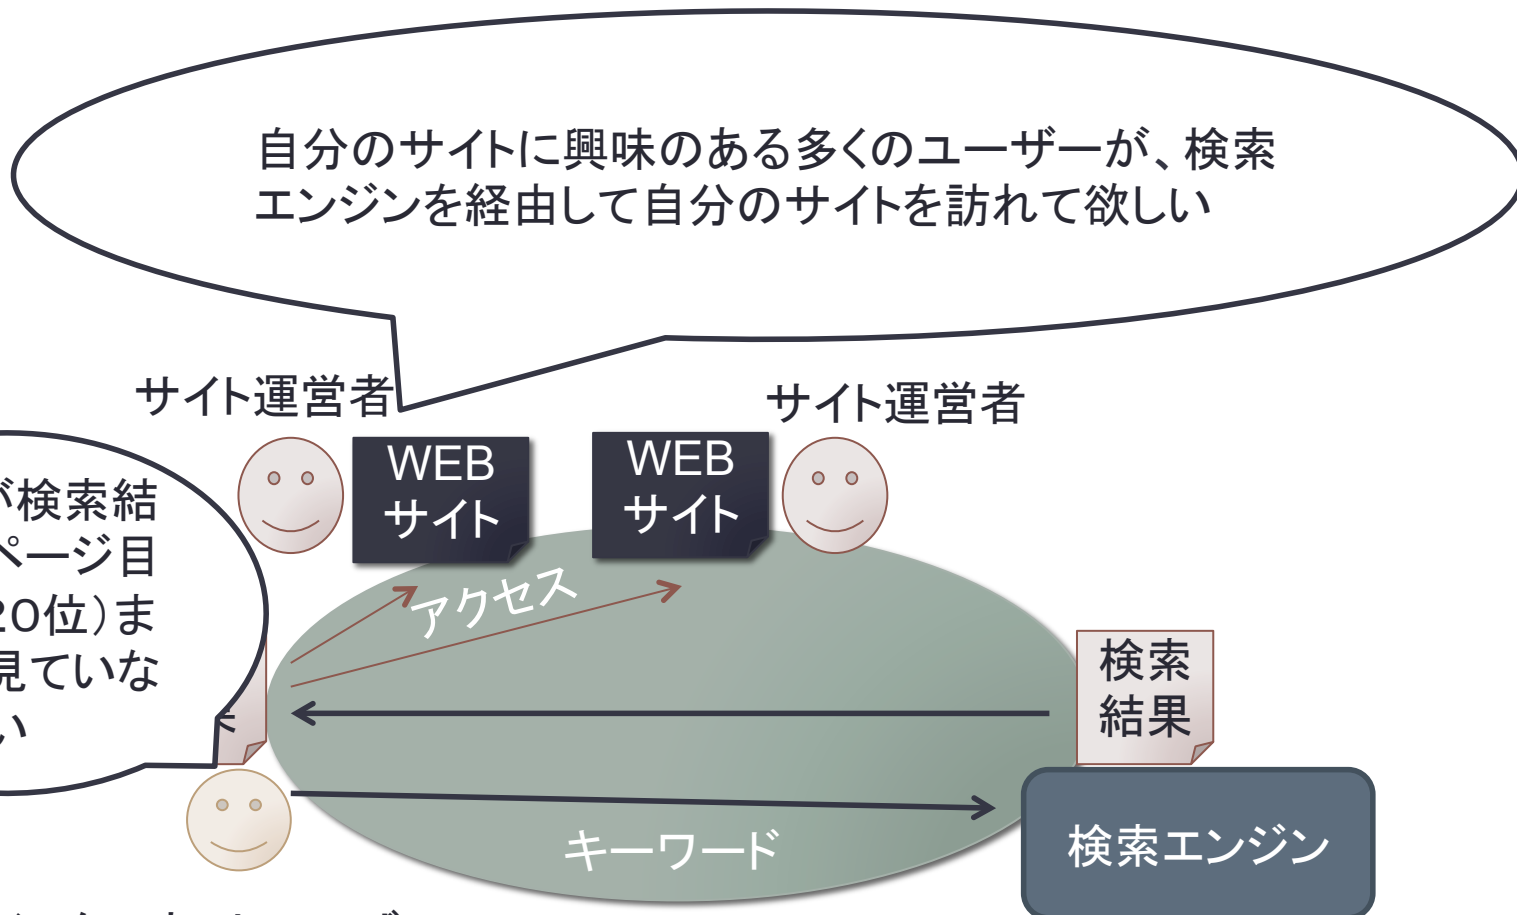 自分のサイトに興味のある多くのユーザーが、検索
エンジンを経由して自分のサイトを訪れて欲しい
サイト運営者
サイト運営者
WEB
サイト
WEB
サイト
が検索結
ページ目
20位）ま
見ていな
い
アクセス
検索
結果
キーワード
検索エンジン